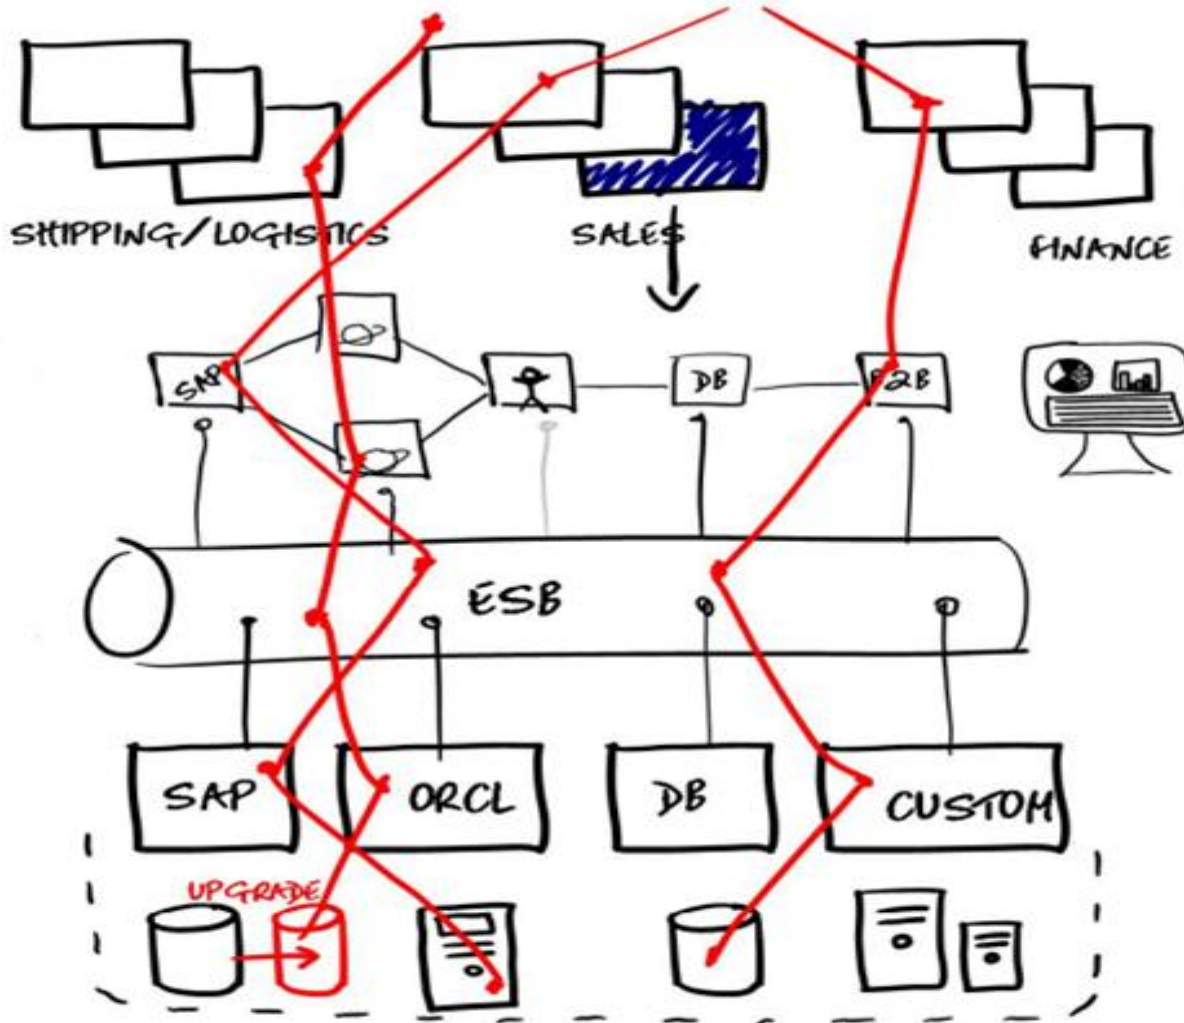 SHIPPING/LOGISTICS
SALES
FINANCE
SAP
DB
B2B
ESB
SAP
ORCL
DB
CUSTOM
UPGRADE